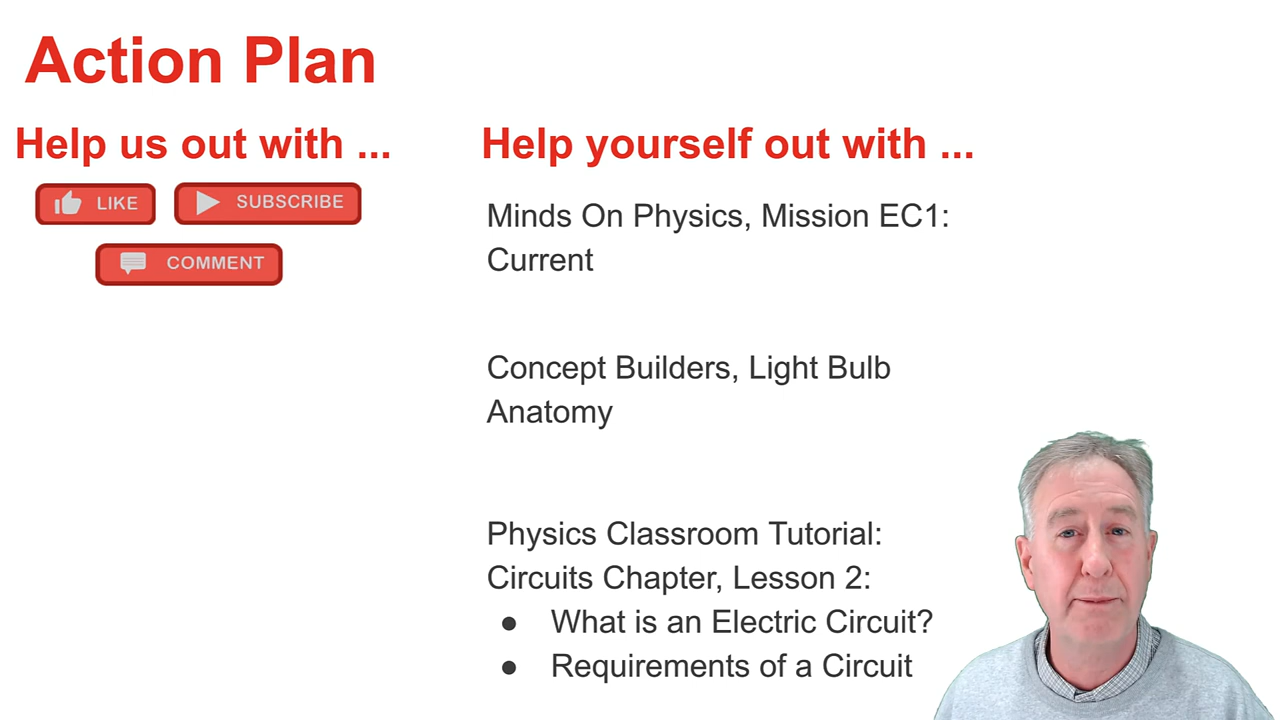 Action Plan
Help us out with ...
LIKE
SUBSCRIBE
COMMENT
Help yourself out with ...
Minds On Physics, Mission EC1:
Current
Concept Builders, Light Bulb
Anatomy
Physics Classroom Tutorial:
Circuits Chapter, Lesson 2:
● What is an Electric Circuit?
● Requirements of a Circuit